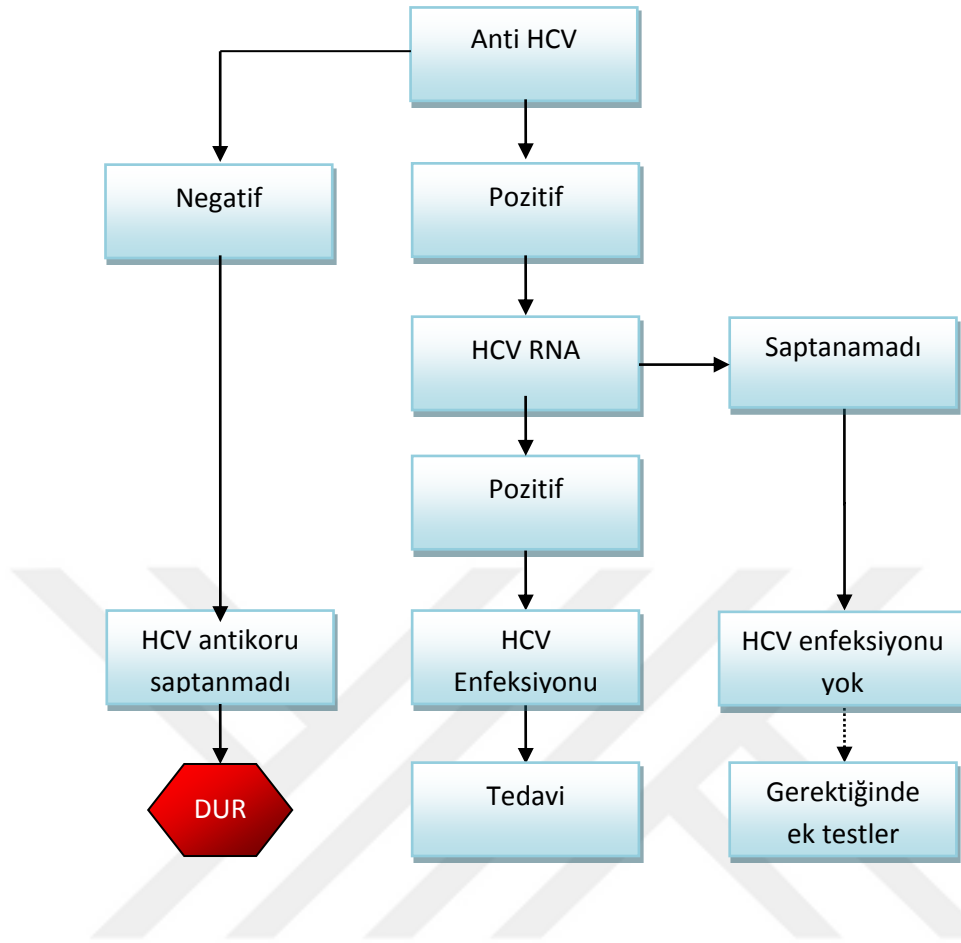 Anti HCV
Negatif
Pozitif
HCV RNA
Saptanamadı
Pozitif
HCV antikoru
saptanmadı
HCV
Enfeksiyonu
HCV enfeksiyonu
yok
DUR
Tedavi
Gerektiğinde
ek testler